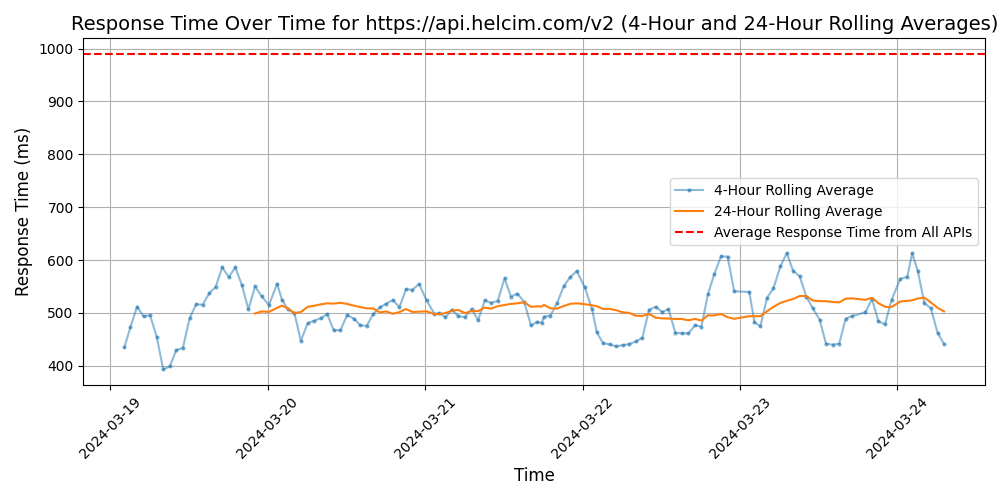 Response Time Over Time for https://api.helcim.com/v2 (4-Hour and 24-Hour Rolling Averages)
Response Time (ms)
1000
900
800
700
600
500
400
4-Hour Rolling Average
24-Hour Rolling Average
Average Response Time from All APIs
2024-03-19
2024-03-20
2024-03-21
2024-03-22
2024-03-23
2024-03-24
Time